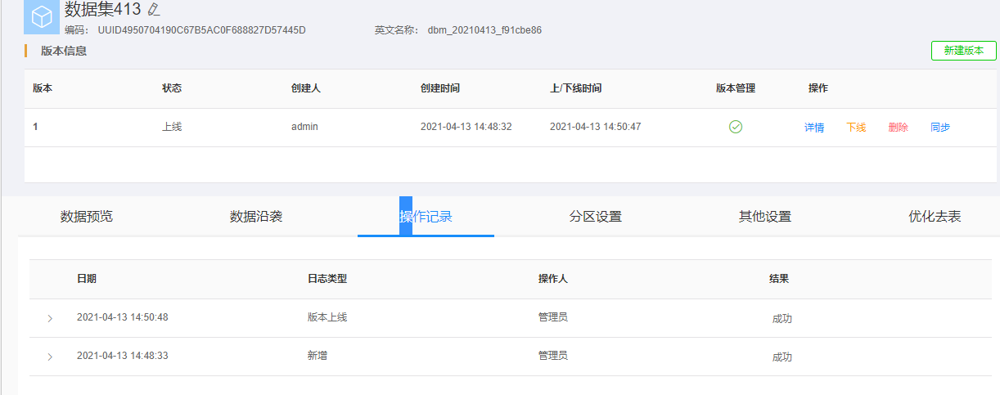 数据集413
编码： UUID4950704190C67B5AC0F688827D57445D 英文名称： dbm_20210413_f91cbe86
版本信息 新建版本
版本 状态 创建人 创建时间 上/下线时间 版本管理 操作
1 上线 admin 2021-04-13 14:48:32 2021-04-13 14:50:47 详情 下线 删除 同步
数据预览 数据沿袭 操作记录 分区设置 其他设置 优化去表
日期 日志类型 操作人 结果
2021-04-13 14:50:48 版本上线 管理员 成功
2021-04-13 14:48:33 新增 管理员 成功